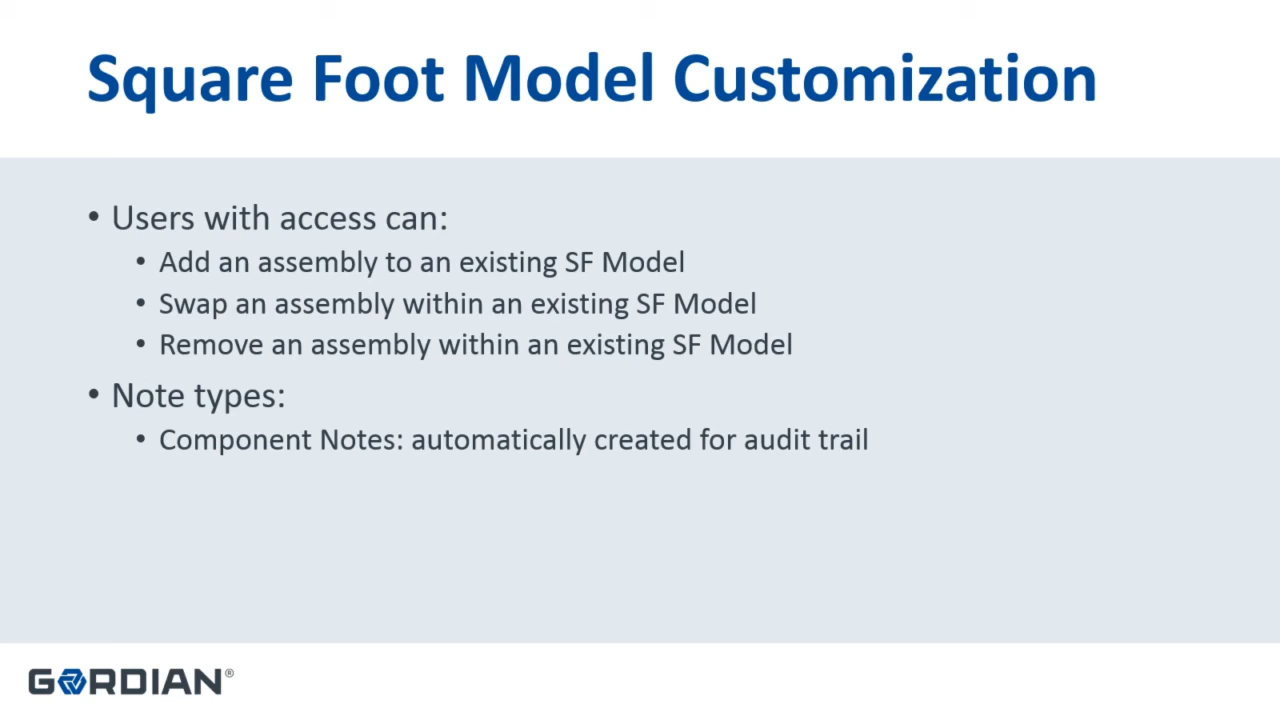 Square Foot Model Customization
• Users with access can:
• Add an assembly to an existing SF Model
• Swap an assembly within an existing SF Model
• Remove an assembly within an existing SF Model
• Note types:
• Component Notes: automatically created for audit trail
GORDIAN®